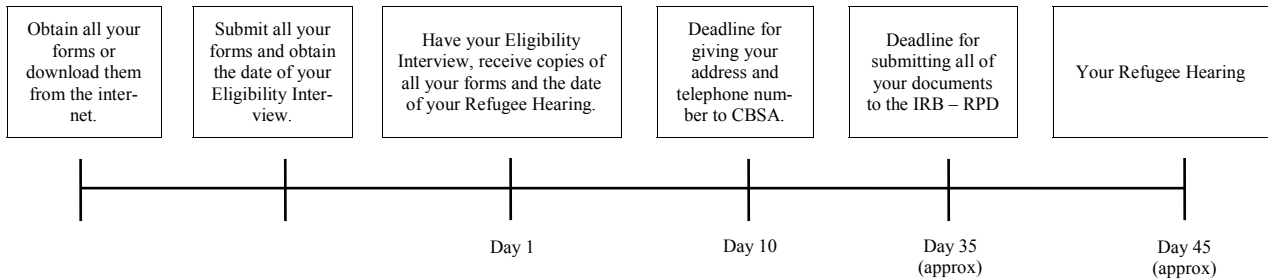 Obtain all your
forms or
download them
from the inter-
net.
Submit all your
forms and obtain
the date of your
Eligibility Inter-
view.
Have your Eligibility
Interview, receive copies of
all your forms and the date
of your Refugee Hearing.
Deadline for
giving your
address and
telephone num-
ber to CBSA.
Deadline for
submitting all of
your documents
to the IRB – RPD
Your Refugee Hearing
Day 1
Day 10
Day 35
(approx)
Day 45
(approx)